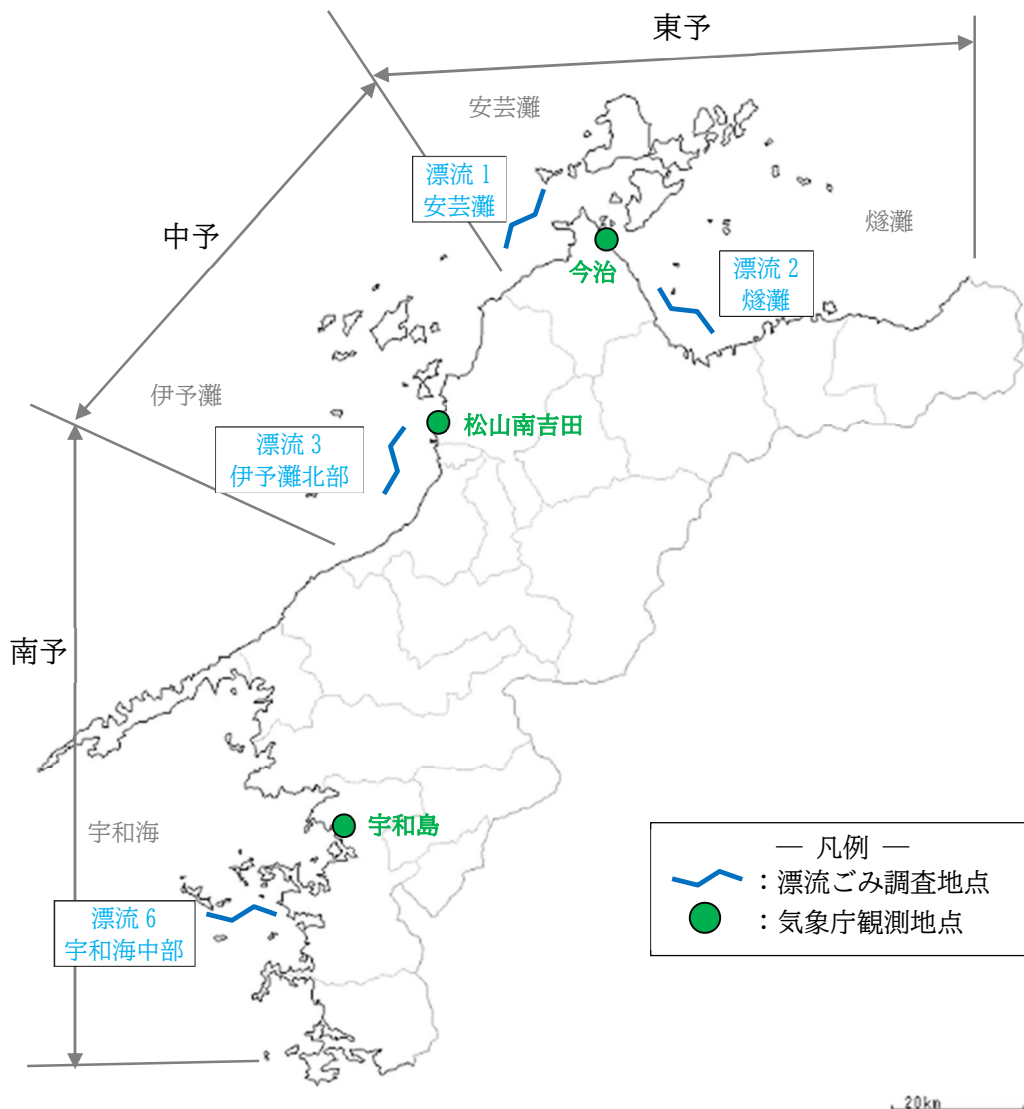 東予
安芸灘
漂流 1
安芸灘
中予
燧灘
今治
漂流 2
燧灘
伊予灘
松山南吉田
漂流 3
伊予灘北部
南予
宇和島
宇和海
― 凡例 ―
：漂流ごみ調査地点
：気象庁観測地点
漂流 6
宇和海中部
20km